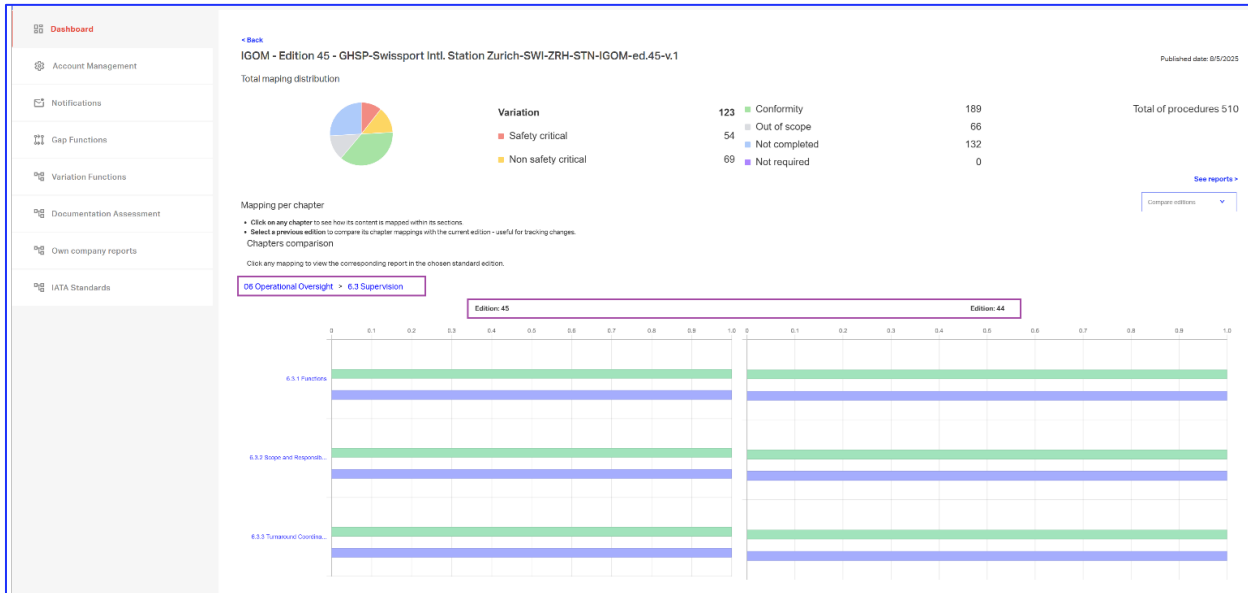 Dashboard
Account Management
Notifications
Gap Functions
Variation Functions
Documentation Assessment
Own company reports
IATA Standards
< Back
IGOM - Edition 45 - GHSP-Swissport Intl. Station Zurich-SWI-ZRH-STN-IGOM-ed.45-v.1
Published date: 8/5/2025
Total maping distribution
Variation 123
Safety critical 54
Non safety critical 69
Conformity 189
Out of scope 66
Not completed 132
Not required 0
Total of procedures 510
See reports >
Compare editions
Mapping per chapter
• Click on any chapter to see how its content is mapped within its sections.
• Select a previous edition to compare its chapter mappings with the current edition - useful for tracking changes.
Chapters comparison
Click any mapping to view the corresponding report in the chosen standard edition.
06 Operational Oversight > 6.3 Supervision
Edition: 45 Edition: 44
0 0.1 0.2 0.3 0.4 0.5 0.6 0.7 0.8 0.9 1.0 0 0.1 0.2 0.3 0.4 0.5 0.6 0.7 0.8 0.9 1.0
6.3.1 Functions
6.3.2 Scope and Responsib...
6.3.3 Turnaround Coordina...